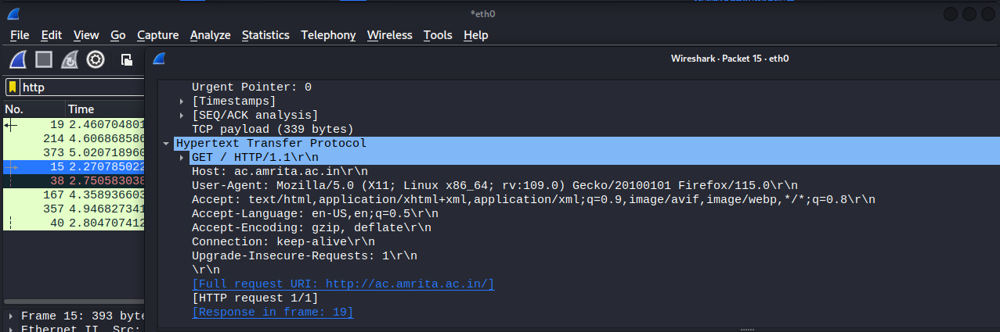 *eth0
File Edit View Go Capture Analyze Statistics Telephony Wireless Tools Help
Wireshark · Packet 15 · eth0
http
No. Time
19 2.460704801
214 4.606868586
373 5.020718960
15 2.270785022
38 2.750583038
167 4.358936603
357 4.946827341
40 2.804707412
Frame 15: 393 byte
Ethernet II, Src:
Urgent Pointer: 0
[Timestamps]
[SEQ/ACK analysis]
TCP payload (339 bytes)
Hypertext Transfer Protocol
GET / HTTP/1.1\r\n
Host: ac.amrita.ac.in\r\n
User-Agent: Mozilla/5.0 (X11; Linux x86_64; rv:109.0) Gecko/20100101 Firefox/115.0\r\n
Accept: text/html,application/xhtml+xml,application/xml;q=0.9,image/avif,image/webp,*/*;q=0.8\r\n
Accept-Language: en-US,en;q=0.5\r\n
Accept-Encoding: gzip, deflate\r\n
Connection: keep-alive\r\n
Upgrade-Insecure-Requests: 1\r\n
\r\n
[Full request URI: http://ac.amrita.ac.in/]
[HTTP request 1/1]
[Response in frame: 19]